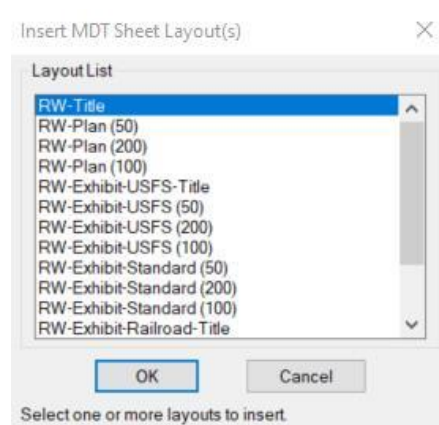 Insert MDT Sheet Layout(s)
Layout List
RW-Title
RW-Plan (50)
RW-Plan (200)
RW-Plan (100)
RW-Exhibit-USFS-Title
RW-Exhibit-USFS (50)
RW-Exhibit-USFS (200)
RW-Exhibit-USFS (100)
RW-Exhibit-Standard (50)
RW-Exhibit-Standard (200)
RW-Exhibit-Standard (100)
RW-Exhibit-Railroad-Title
OK Cancel
Select one or more layouts to insert.